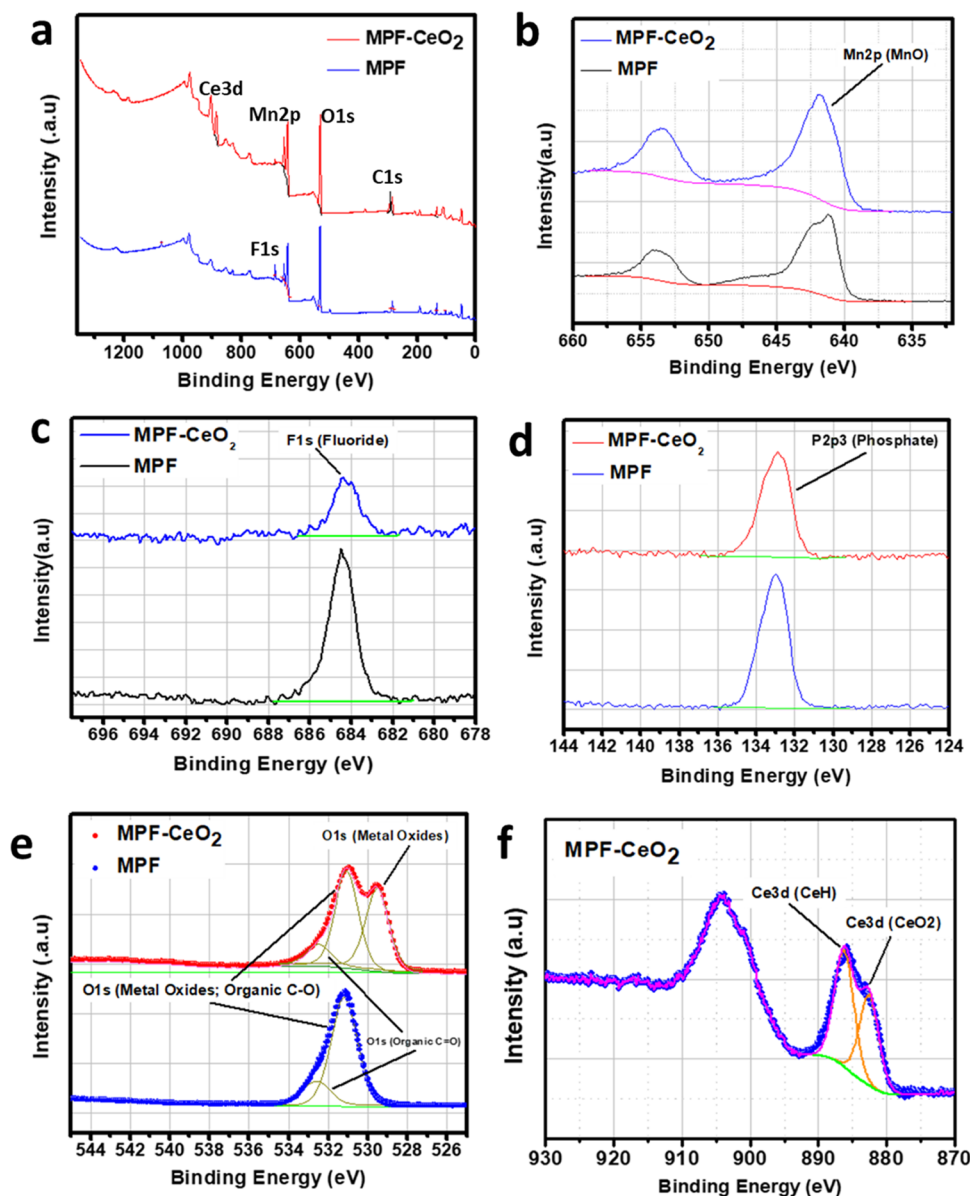 a
MPF-CeO2
MPF
Ce3d
Mn2p
O1s
C1s
F1s
Intensity (.a.u)
1200 1000 800 600 400 200 0
Binding Energy (eV)
b
MPF-CeO2
MPF
Mn2p (MnO)
Intensity(a.u)
660 655 650 645 640 635
Binding Energy (eV)
c
MPF-CeO2
MPF
F1s (Fluoride)
Intensity(a.u)
696 694 692 690 688 686 684 682 680 678
Binding Energy (eV)
d
MPF-CeO2
MPF
P2p3 (Phosphate)
Intensity (.a.u)
144 142 140 138 136 134 132 130 128 126 124
Binding Energy (eV)
e
MPF-CeO2
MPF
O1s (Metal Oxides)
O1s (Metal Oxides; Organic C-O)
O1s (Organic C=O)
Intensity (.a.u)
544 542 540 538 536 534 532 530 528 526
Binding Energy (eV)
f
MPF-CeO2
Ce3d (CeH)
Ce3d (CeO2)
Intensity (.a.u)
930 920 910 900 890 880 870
Binding Energy (eV)